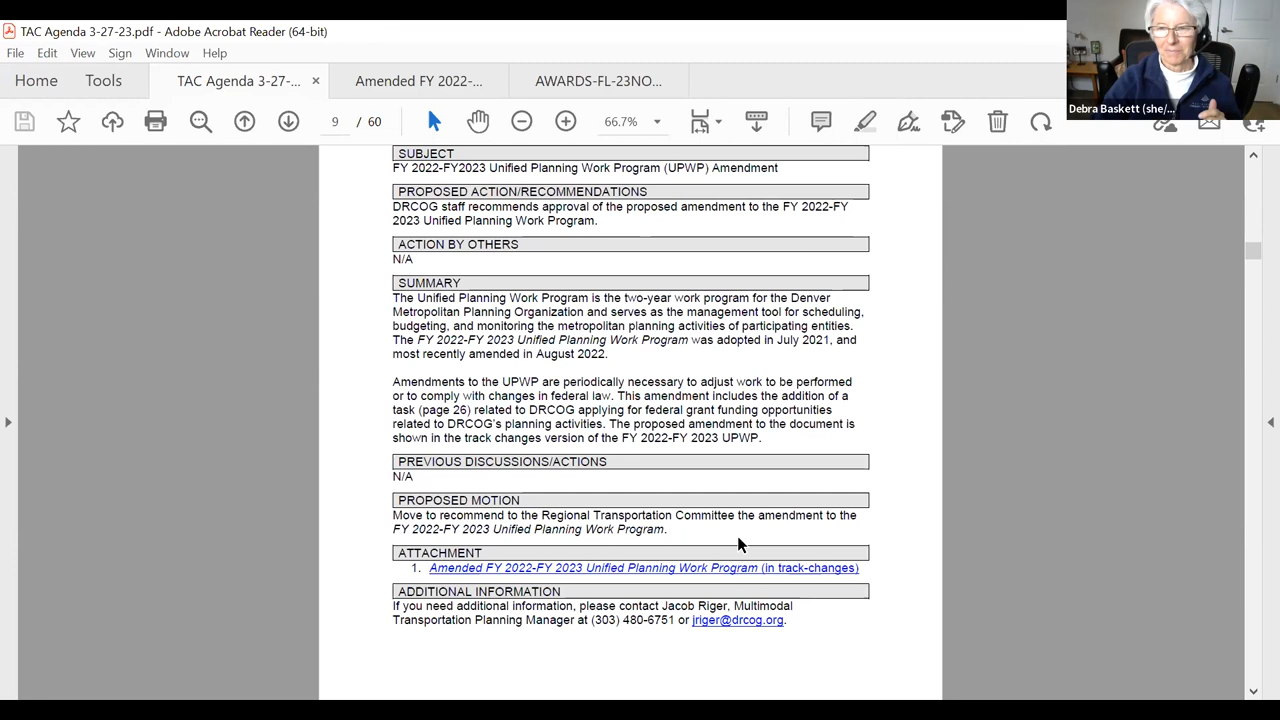 TAC Agenda 3-27-23.pdf - Adobe Acrobat Reader (64-bit)
File Edit View Sign Window Help
Home Tools TAC Agenda 3-27-... × Amended FY 2022-... AWARDS-FL-23NO...
9 / 60 66.7%
Debra Baskett (she/...
SUBJECT
FY 2022-FY2023 Unified Planning Work Program (UPWP) Amendment
PROPOSED ACTION/RECOMMENDATIONS
DRCOG staff recommends approval of the proposed amendment to the FY 2022-FY
2023 Unified Planning Work Program.
ACTION BY OTHERS
N/A
SUMMARY
The Unified Planning Work Program is the two-year work program for the Denver
Metropolitan Planning Organization and serves as the management tool for scheduling,
budgeting, and monitoring the metropolitan planning activities of participating entities.
The FY 2022-FY 2023 Unified Planning Work Program was adopted in July 2021, and
most recently amended in August 2022.
Amendments to the UPWP are periodically necessary to adjust work to be performed
or to comply with changes in federal law. This amendment includes the addition of a
task (page 26) related to DRCOG applying for federal grant funding opportunities
related to DRCOG's planning activities. The proposed amendment to the document is
shown in the track changes version of the FY 2022-FY 2023 UPWP.
PREVIOUS DISCUSSIONS/ACTIONS
N/A
PROPOSED MOTION
Move to recommend to the Regional Transportation Committee the amendment to the
FY 2022-FY 2023 Unified Planning Work Program.
ATTACHMENT
1. Amended FY 2022-FY 2023 Unified Planning Work Program (in track-changes)
ADDITIONAL INFORMATION
If you need additional information, please contact Jacob Riger, Multimodal
Transportation Planning Manager at (303) 480-6751 or jriger@drcog.org.